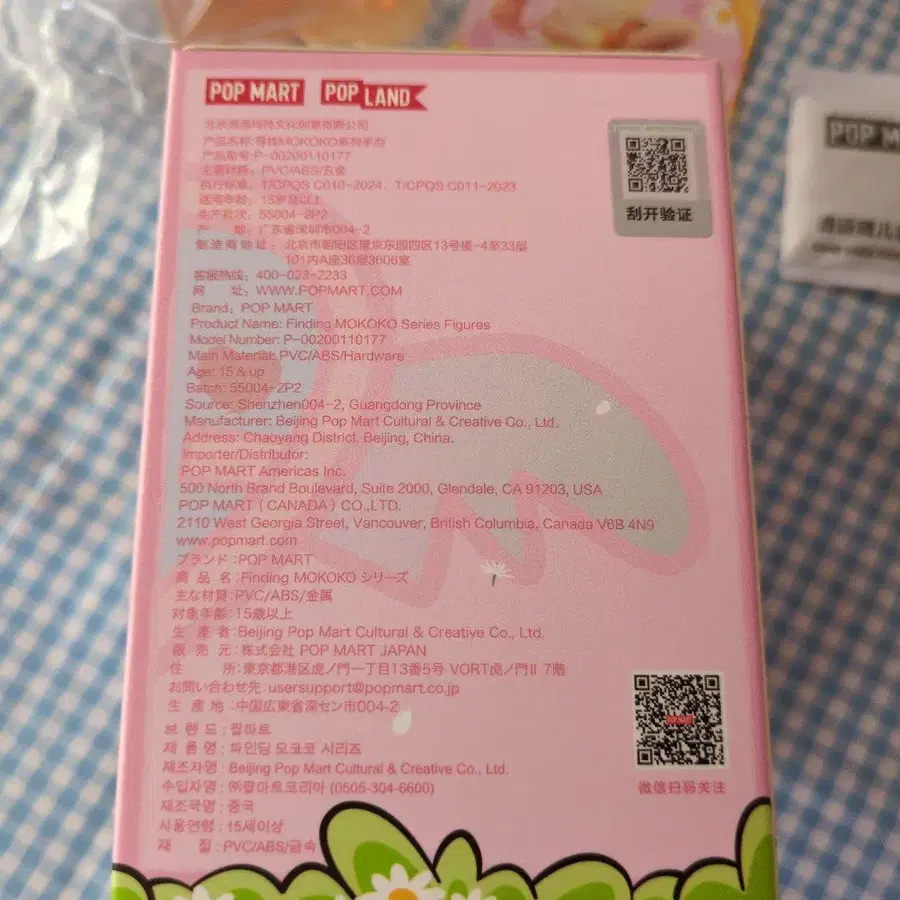 POP MART POP LAND
北京泡泡玛特文化创意有限公司
产品名称:寻找MOKOKO系列手办
产品型号:P-00200110177
主要材质: PVC/ABS/五金
执行标准: T/CPQS C010-2024、T/CPQS C011-2023
适用年龄: 15岁及以上
生产批次: 55004-2P2
产 地: 广东省深圳市004-2
制造商地址: 北京市朝阳区望京东园四区13号楼-4至33层
101内A座36层3606室
客服热线: 400-023-2233
网 址: WWW.POPMART.COM
刮开验证
POP M
Brand: POP MART
Product Name: Finding MOKOKO Series Figures
Model Number: P-00200110177
Main Material: PVC/ABS/Hardware
Age: 15 & up
Batch: 55004-2P2
Source: Shenzhen004-2, Guangdong Province
Manufacturer: Beijing Pop Mart Cultural & Creative Co., Ltd.
Address: Chaoyang District, Beijing, China.
Importer/Distributor:
POP MART Americas Inc.
500 North Brand Boulevard, Suite 2000, Glendale, CA 91203, USA
POP MART (CANADA) CO.,LTD.
2110 West Georgia Street, Vancouver, British Columbia, Canada V6B 4N9
www.popmart.com
ブランド:POP MART
商 品 名:Finding MOKOKO シリーズ
主な材質:PVC/ABS/金属
対象年齢:15歳以上
生 産 者:Beijing Pop Mart Cultural & Creative Co., Ltd.
販 売 元:株式会社 POP MART JAPAN
住 所:東京都港区虎ノ門一丁目13番5号 VORT虎ノ門II 7階
お問い合わせ先:usersupport@popmart.co.jp
生 産 地:中国広東省深セン市004-2
브 랜 드 : 팝마트
제 품 명 : 파인딩 모코코 시리즈
제조자명 : Beijing Pop Mart Cultural & Creative Co., Ltd.
수입자명 : ㈜팝마트코리아 (0505-304-6600)
제조국명 : 중국
사용연령 : 15세이상
재 질 : PVC/ABS/금속
POP MART
微信扫码关注